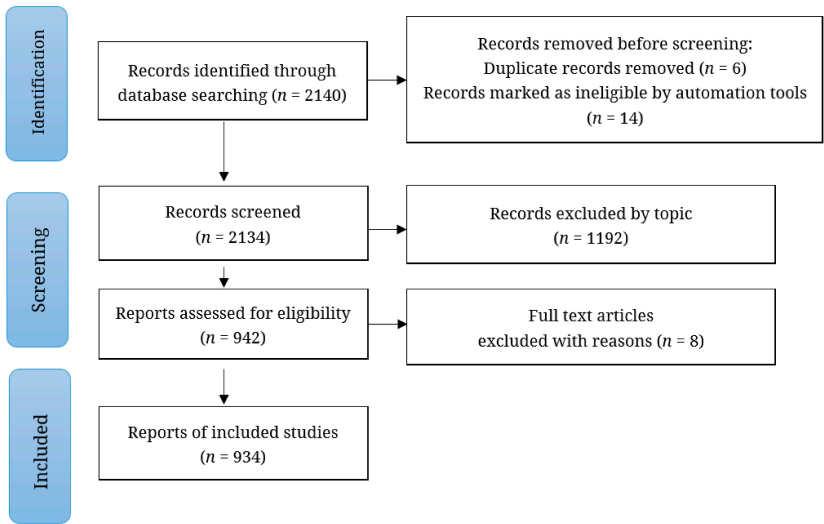 Identification
Records identified through
database searching (n = 2140)
Records removed before screening:
Duplicate records removed (n = 6)
Records marked as ineligible by automation tools
(n = 14)
Screening
Records screened
(n = 2134)
Records excluded by topic
(n = 1192)
Reports assessed for eligibility
(n = 942)
Full text articles
excluded with reasons (n = 8)
Included
Reports of included studies
(n = 934)